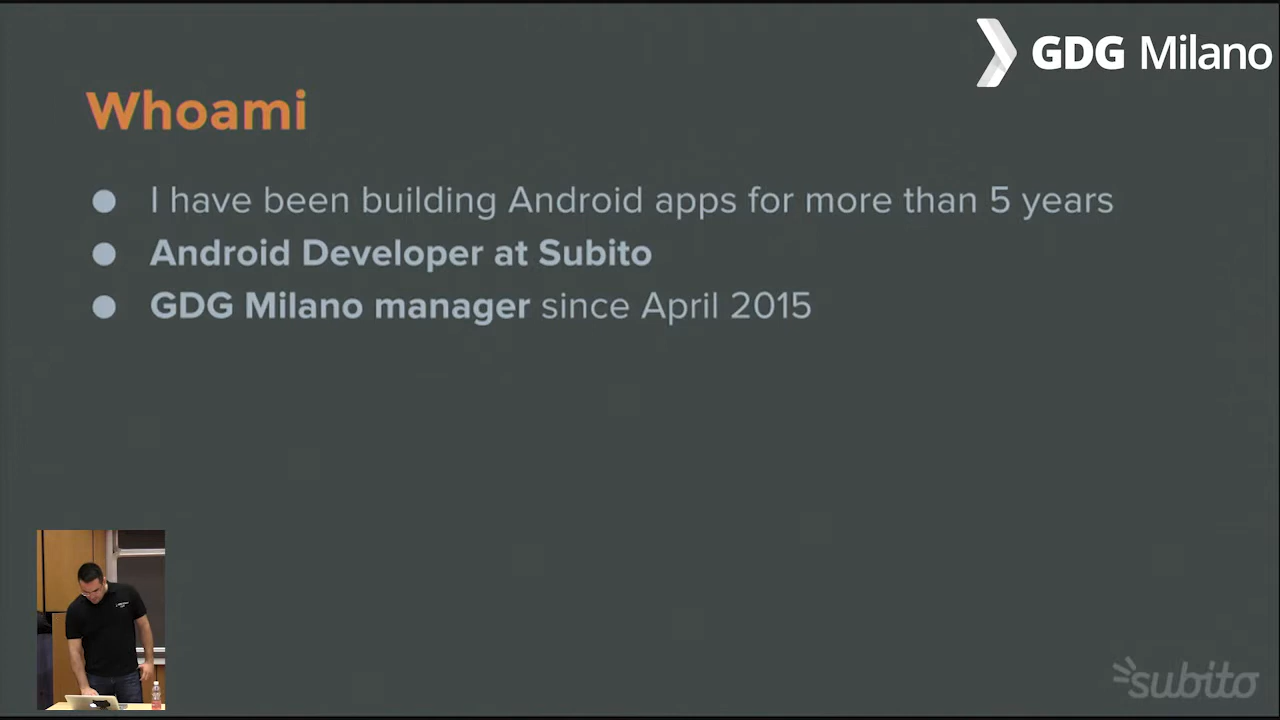 GDG Milano
Whoami
● I have been building Android apps for more than 5 years
● Android Developer at Subito
● GDG Milano manager since April 2015
subito